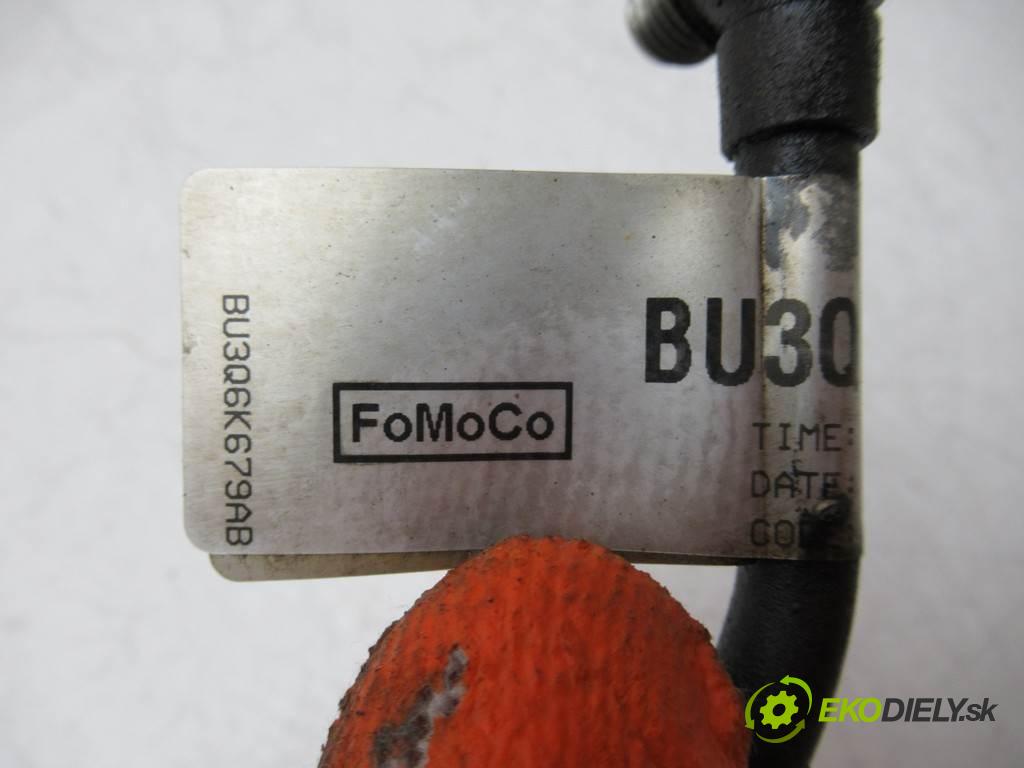 BU3Q6K679AB
FoMoCo
BU3Q
TIME:
DATE:
EKODIELY.sk